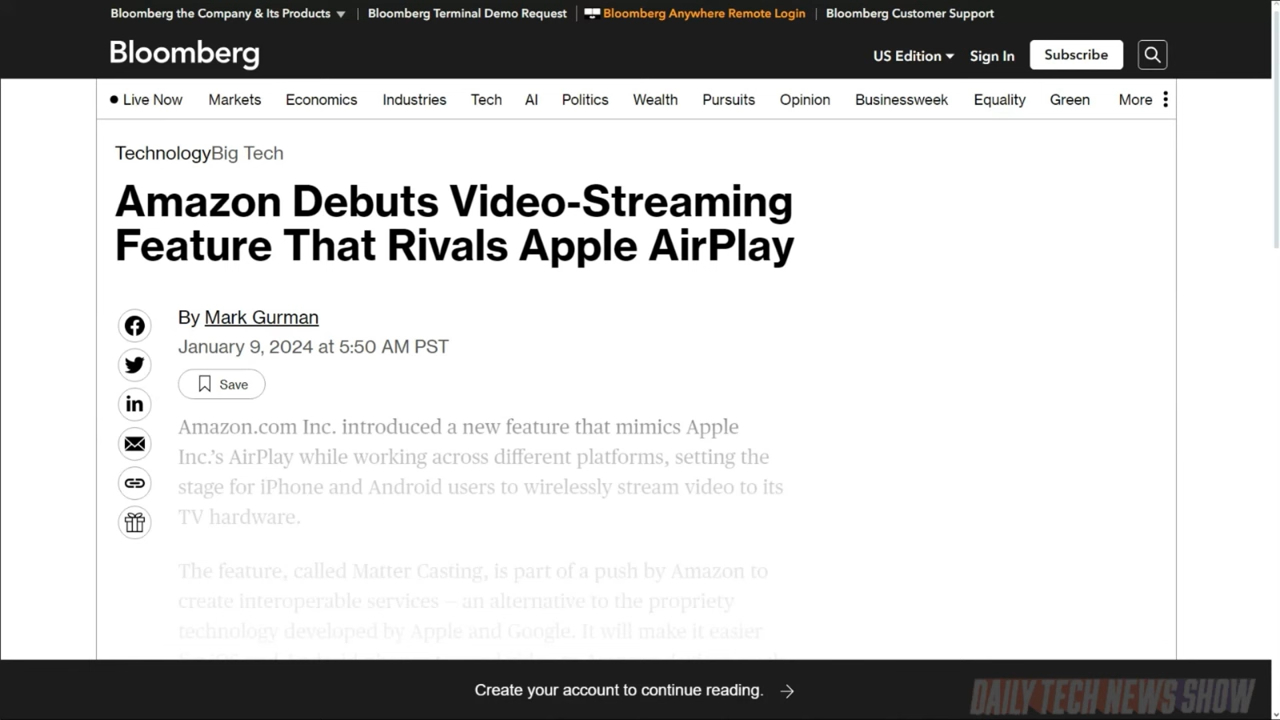 Bloomberg the Company & Its Products
Bloomberg Terminal Demo Request
Bloomberg Anywhere Remote Login
Bloomberg Customer Support
Bloomberg
US Edition
Sign In
Subscribe
Live Now
Markets
Economics
Industries
Tech
AI
Politics
Wealth
Pursuits
Opinion
Businessweek
Equality
Green
More
TechnologyBig Tech
Amazon Debuts Video-Streaming
Feature That Rivals Apple AirPlay
By Mark Gurman
January 9, 2024 at 5:50 AM PST
Save
Amazon.com Inc. introduced a new feature that mimics Apple
Inc.’s AirPlay while working across different platforms, setting the
stage for iPhone and Android users to wirelessly stream video to its
TV hardware.
The feature, called Matter Casting, is part of a push by Amazon to
create interoperable services — an alternative to the propriety
technology developed by Apple and Google. It will make it easier
Create your account to continue reading.
DAILY TECH NEWS SHOW